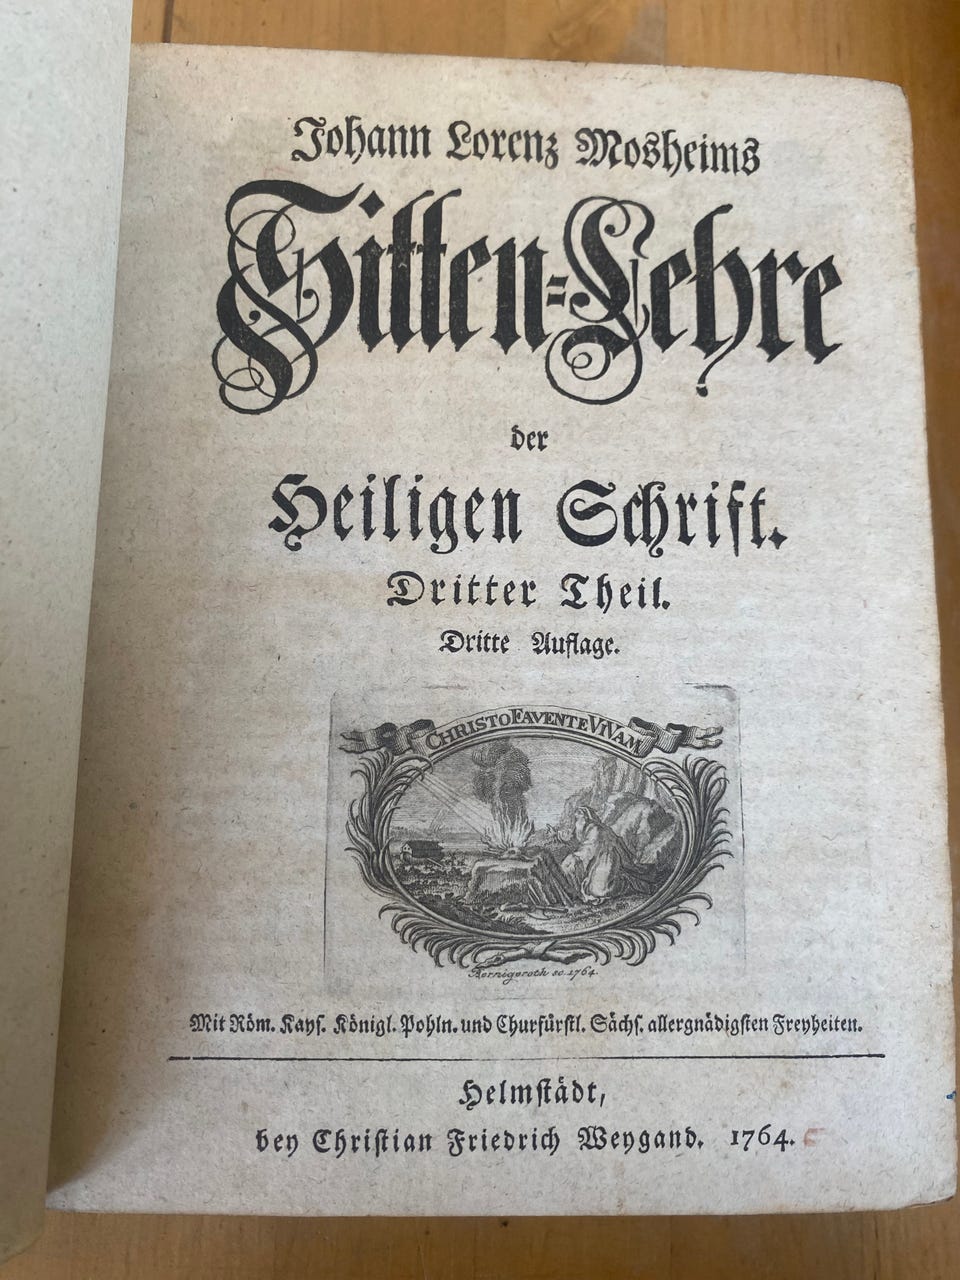 Johann Lorenz Mosheims
Sitten-Lehre
der
Heiligen Schrift.
Dritter Theil.
Dritte Auflage.
CHRISTO FAVENTE VIVAM
Bernigeroth sc. 1764.
Mit Röm. Kayſ. Königl. Pohln. und Churfürſtl. Sächſ. allergnädigſten Freyheiten.
Helmſtädt,
bey Chriſtian Friedrich Weygand. 1764.